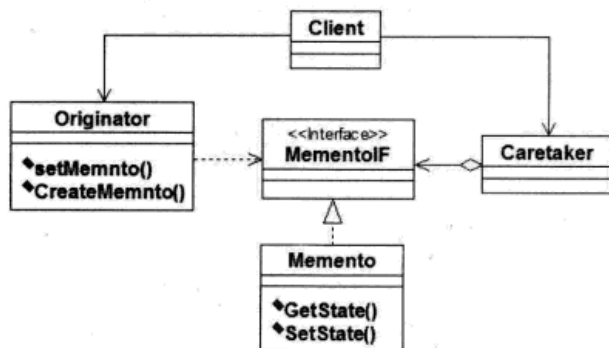 Client
Originator
setMemnto()
CreateMemnto()
<<Interface>>
MementoIF
Caretaker
Memento
GetState()
SetState()